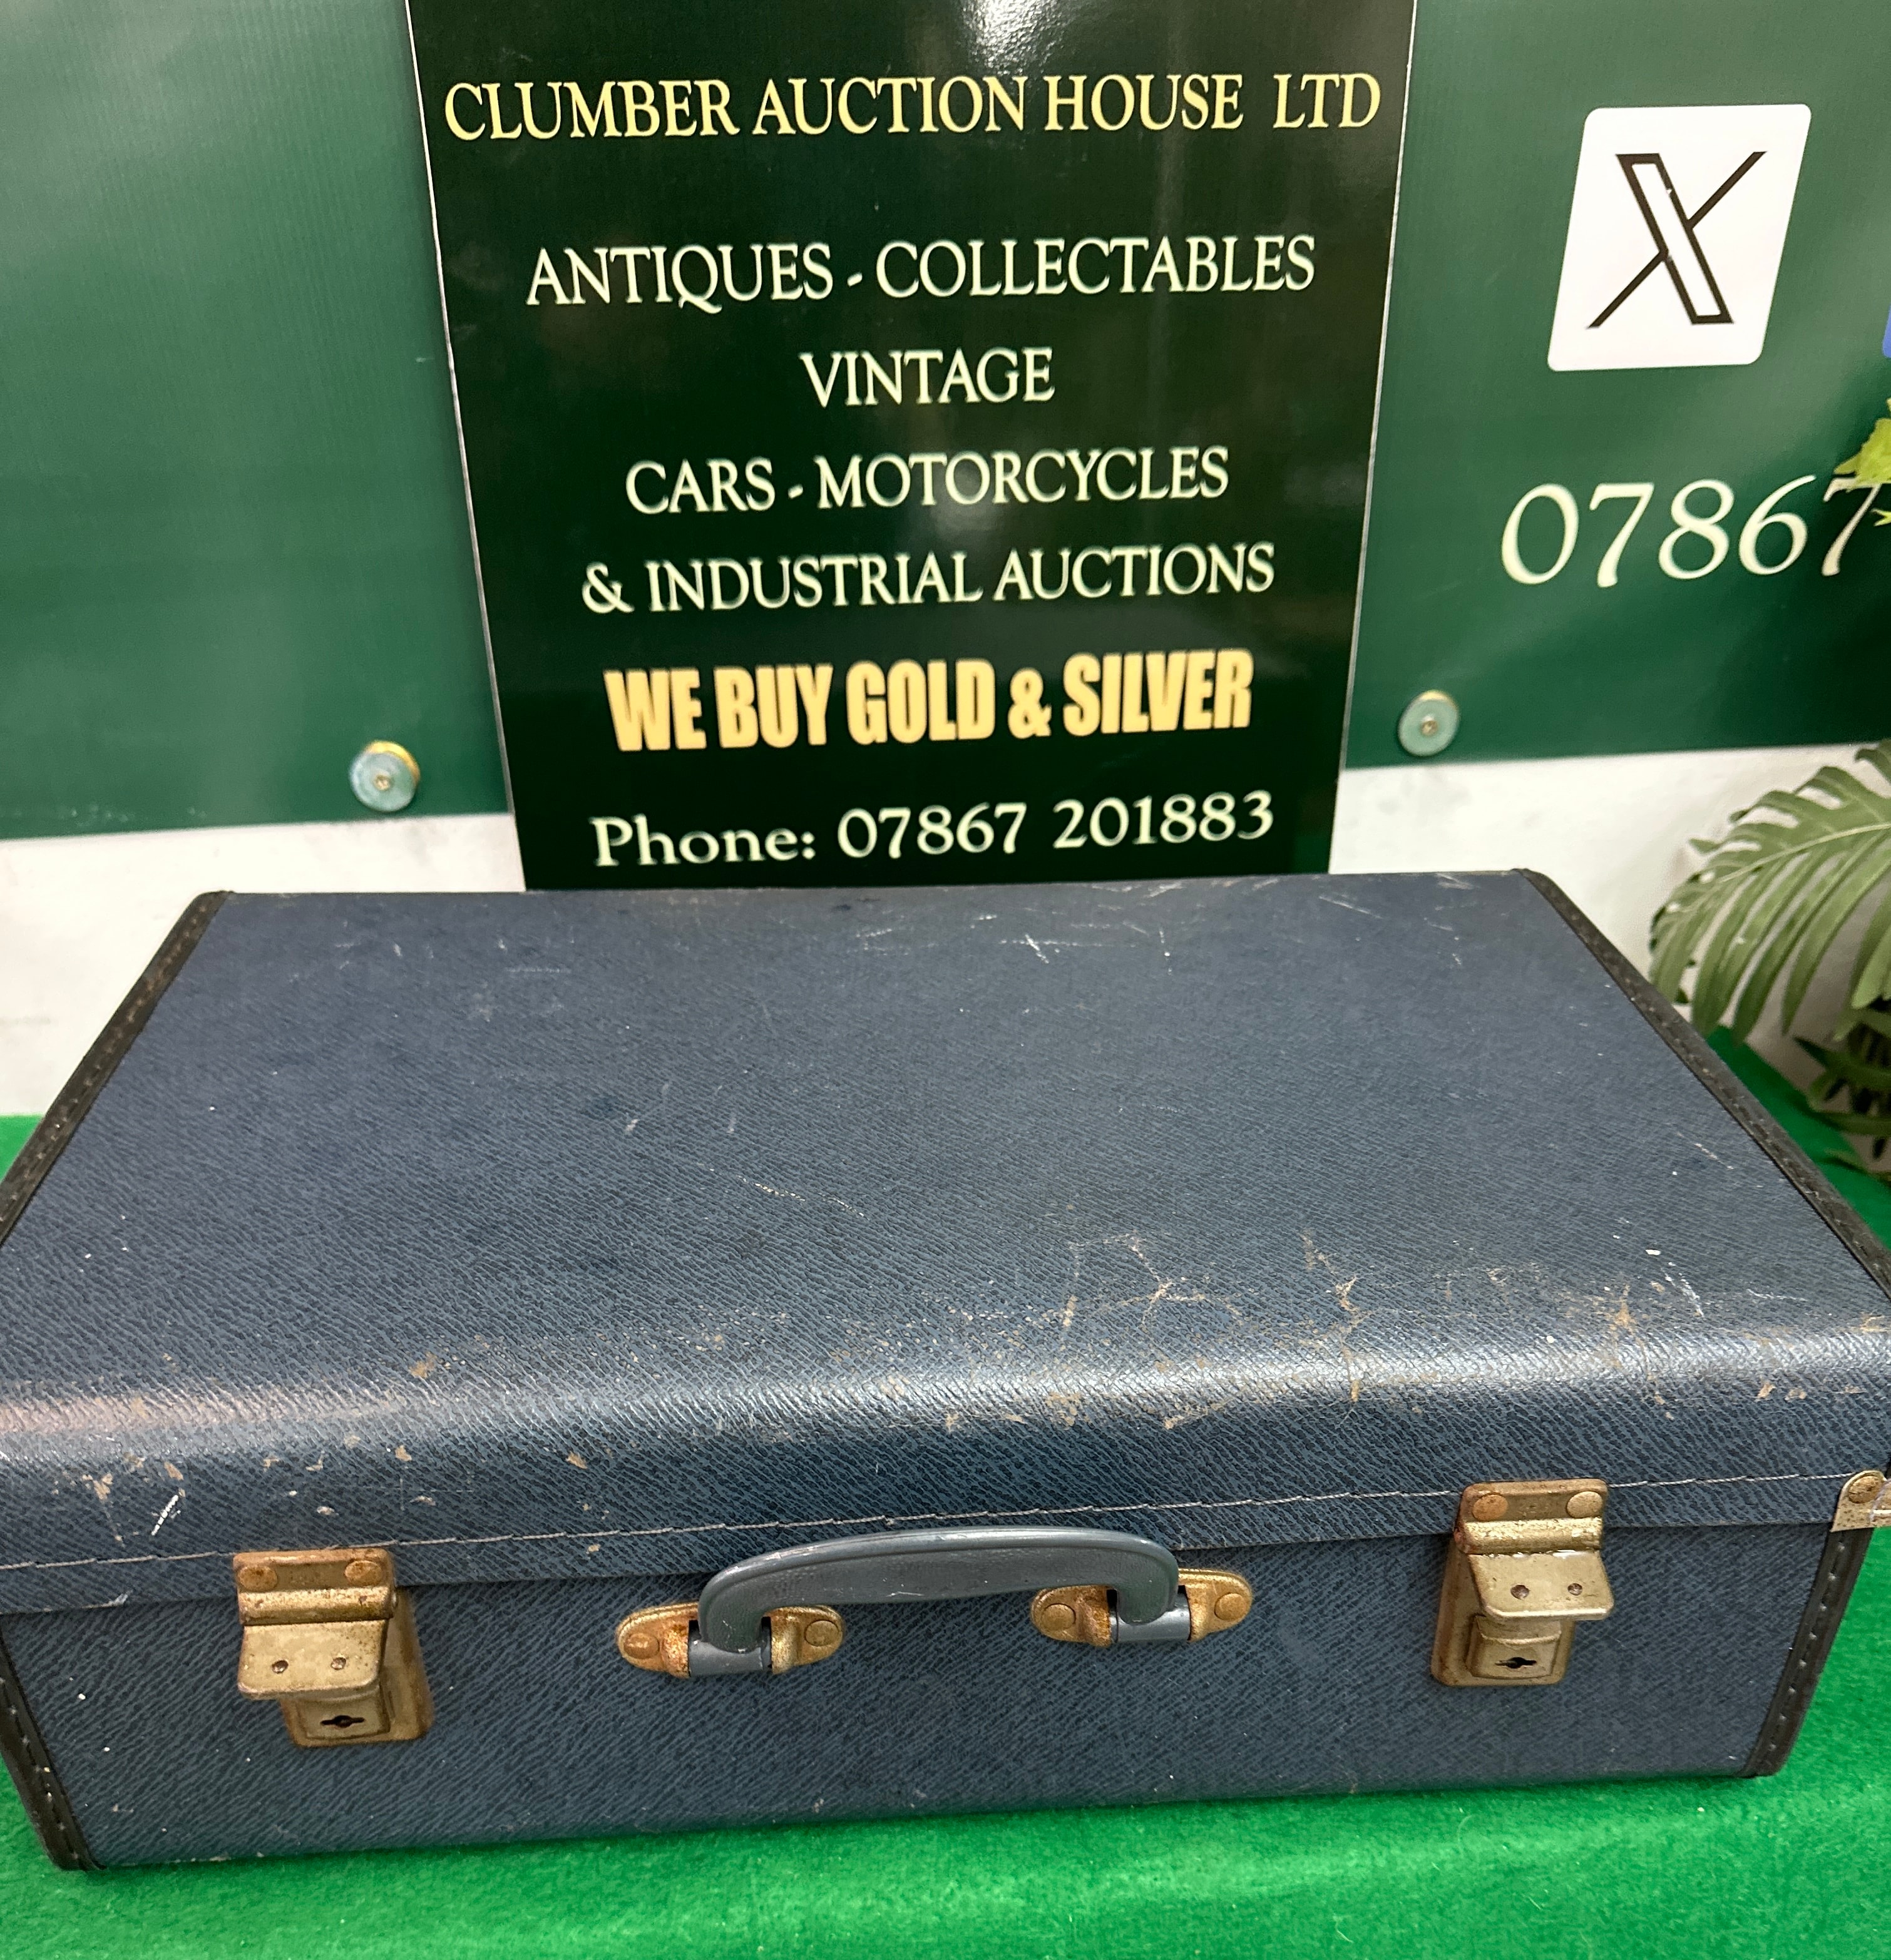 CLUMBER AUCTION HOUSE LTD
ANTIQUES - COLLECTABLES
VINTAGE
CARS - MOTORCYCLES
& INDUSTRIAL AUCTIONS
WE BUY GOLD & SILVER
Phone: 07867 201883
X
07867